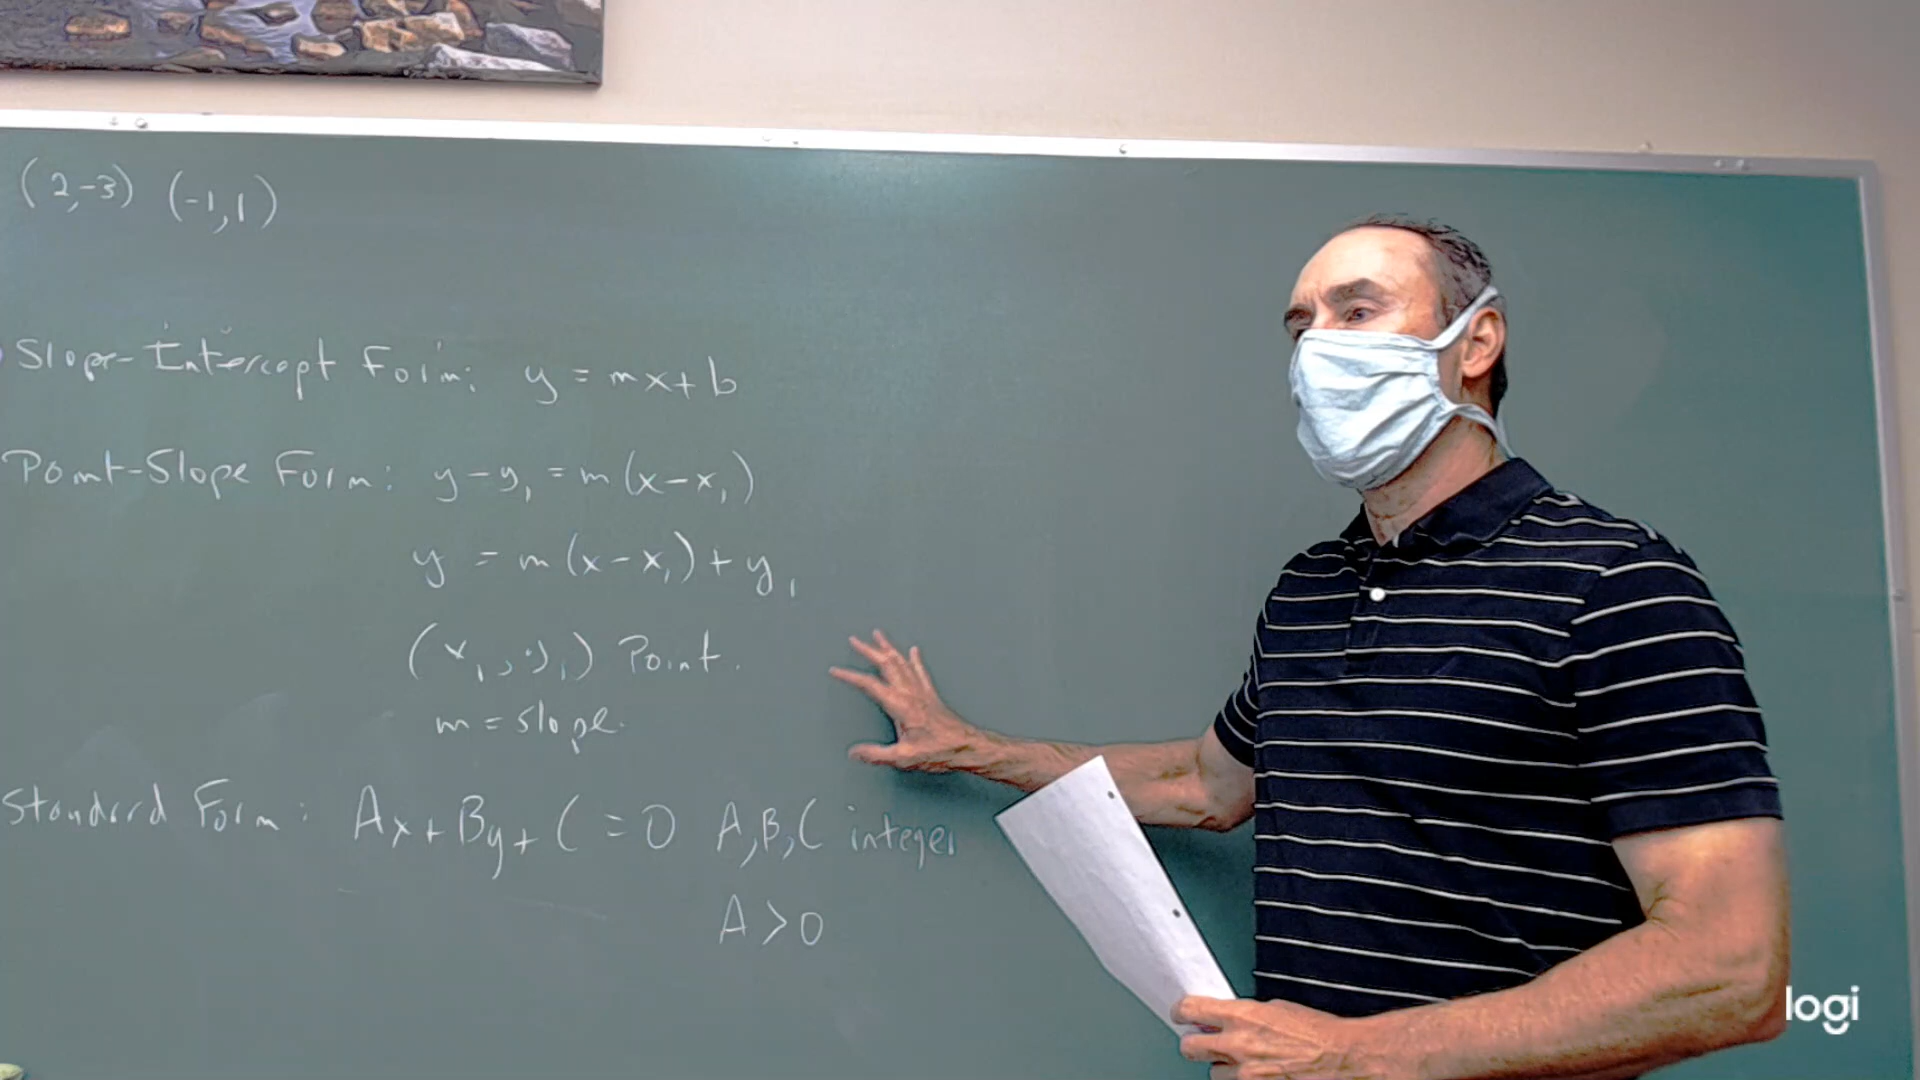 (2,-3) (-1,1)
Slope-Intercept Form: y = mx+b
Point-Slope Form: y-y₁ = m(x-x₁)
y = m(x-x₁)+y₁
(x₁,y₁) Point.
m = slope.
Standard Form: Ax+By+C=0 A,B,C integer
A>0
logi